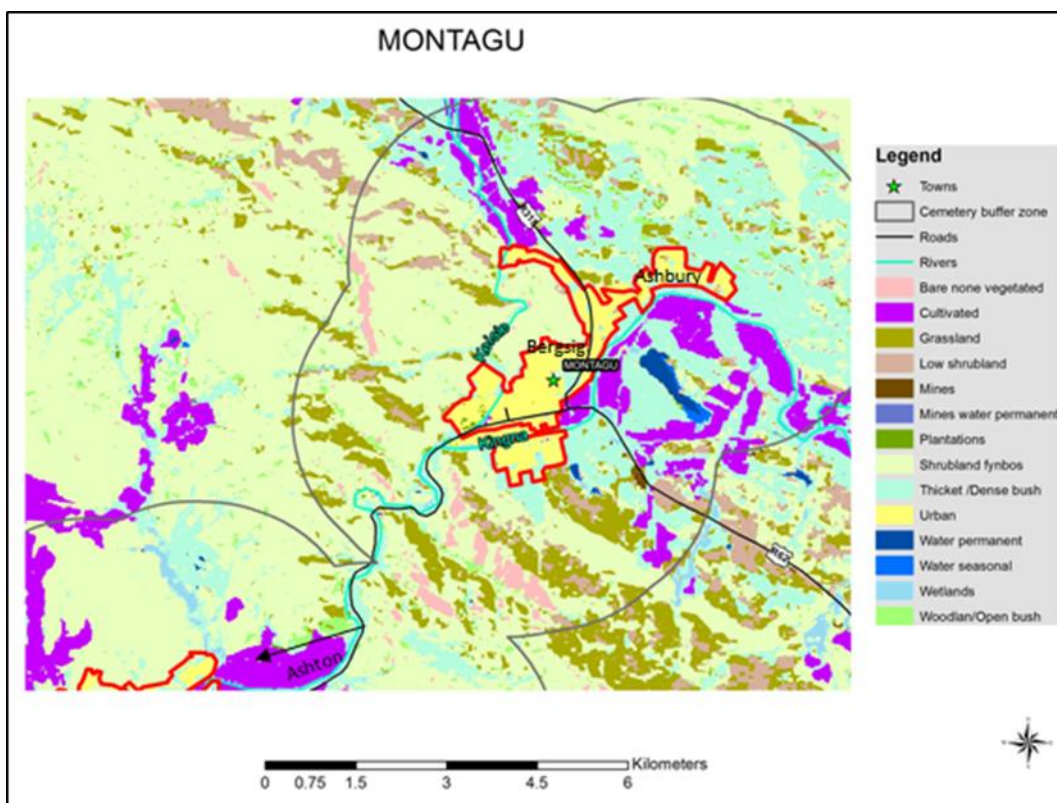 MONTAGU
Ashbury
Bergsig
MONTAGU
Kingna
R62
Ashton
Legend
Towns
Cemetery buffer zone
Roads
Rivers
Bare none vegetated
Cultivated
Grassland
Low shrubland
Mines
Mines water permanent
Plantations
Shrubland fynbos
Thicket /Dense bush
Urban
Water permanent
Water seasonal
Wetlands
Woodlan/Open bush
Kilometers
0 0.75 1.5 3 4.5 6